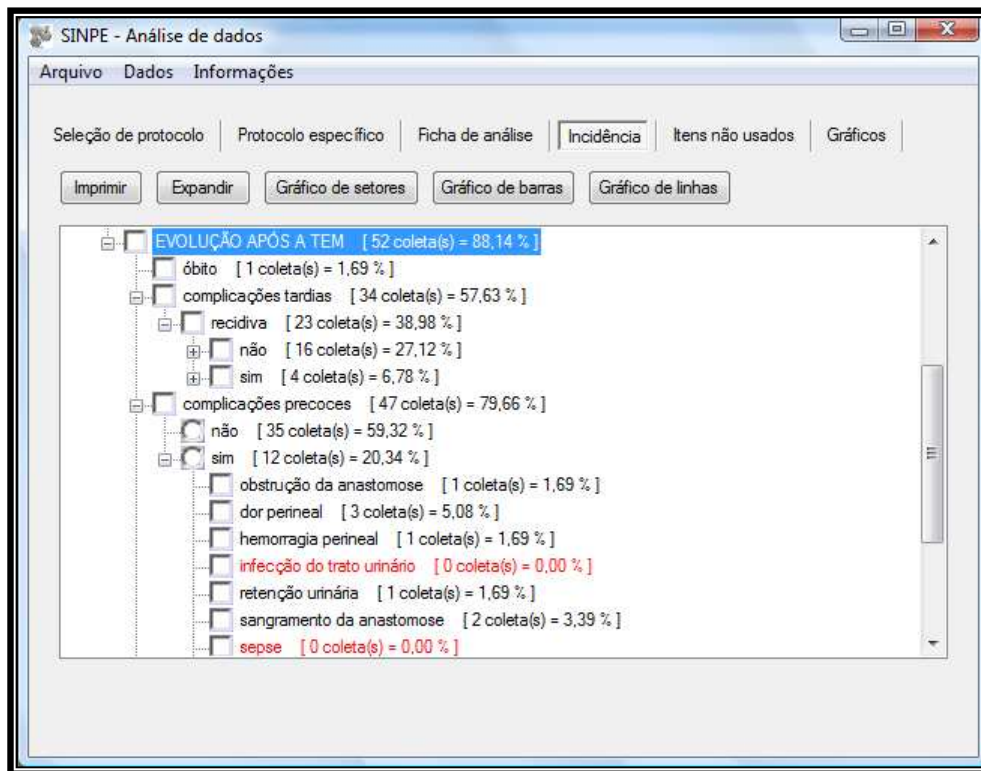 SINPE - Análise de dados
Arquivo Dados Informações
Seleção de protocolo Protocolo específico Ficha de análise Incidência Itens não usados Gráficos
Imprimir Expandir Gráfico de setores Gráfico de barras Gráfico de linhas
EVOLUÇÃO APÓS A TEM [ 52 coleta(s) = 88,14 % ]
óbito [ 1 coleta(s) = 1,69 % ]
complicações tardias [ 34 coleta(s) = 57,63 % ]
recidiva [ 23 coleta(s) = 38,98 % ]
não [ 16 coleta(s) = 27,12 % ]
sim [ 4 coleta(s) = 6,78 % ]
complicações precoces [ 47 coleta(s) = 79,66 % ]
não [ 35 coleta(s) = 59,32 % ]
sim [ 12 coleta(s) = 20,34 % ]
obstrução da anastomose [ 1 coleta(s) = 1,69 % ]
dor perineal [ 3 coleta(s) = 5,08 % ]
hemorragia perineal [ 1 coleta(s) = 1,69 % ]
infecção do trato urinário [ 0 coleta(s) = 0,00 % ]
retenção urinária [ 1 coleta(s) = 1,69 % ]
sangramento da anastomose [ 2 coleta(s) = 3,39 % ]
sepse [ 0 coleta(s) = 0,00 % ]